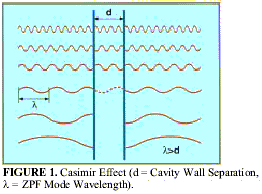 d
λ
λ>d
FIGURE 1. Casimir Effect (d = Cavity Wall Separation,
λ = ZPF Mode Wavelength).